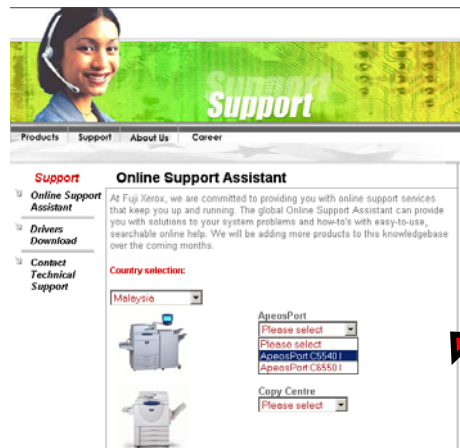 Support
Support
Products Support About Us Career
Support
Online Support Assistant
Drivers Download
Contact Technical Support
Online Support Assistant
At Fuji Xerox, we are committed to providing you with online support services
that keep you up and running. The global Online Support Assistant can provide
you with solutions to your system problems and how-to's with easy-to-use,
searchable online help. We will be adding more products to this knowledgebase
over the coming months.
Country selection:
Malaysia
ApeosPort
Please select
Please select
ApeosPort C5540 I
ApeosPort C6550 I
Copy Centre
Please select